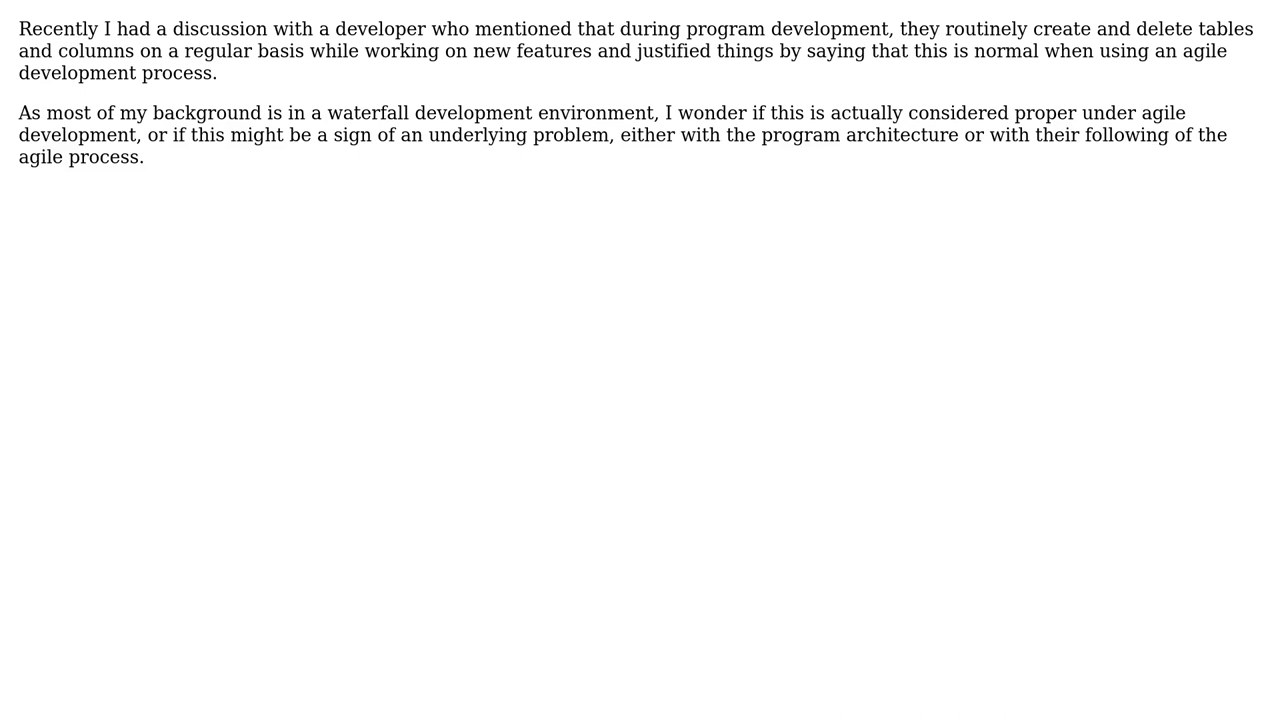 Recently I had a discussion with a developer who mentioned that during program development, they routinely create and delete tables
and columns on a regular basis while working on new features and justified things by saying that this is normal when using an agile
development process.
As most of my background is in a waterfall development environment, I wonder if this is actually considered proper under agile
development, or if this might be a sign of an underlying problem, either with the program architecture or with their following of the
agile process.